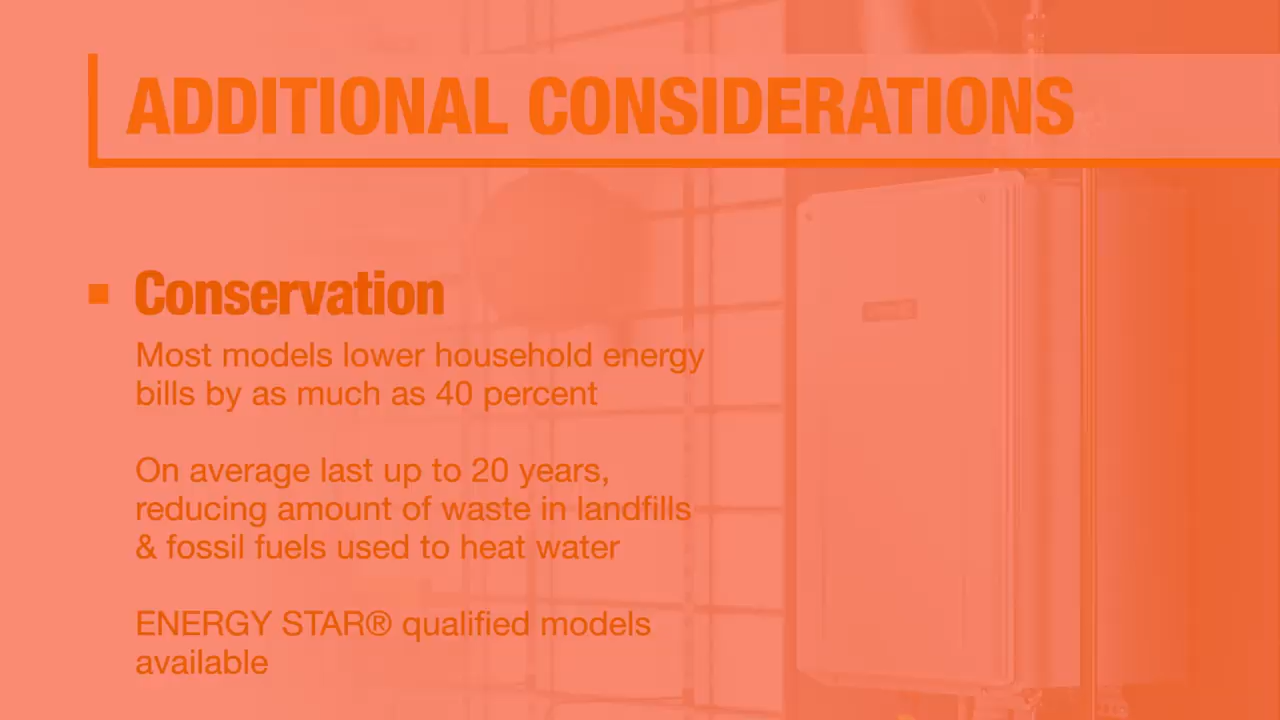 ADDITIONAL CONSIDERATIONS
Conservation
Most models lower household energy
bills by as much as 40 percent
On average last up to 20 years,
reducing amount of waste in landfills
& fossil fuels used to heat water
ENERGY STAR® qualified models
available